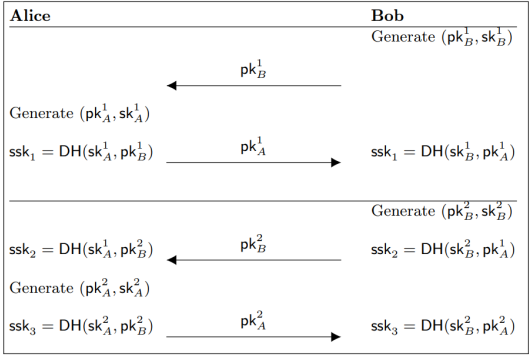 Alice Bob
Generate (pk_B^1, sk_B^1)
pk_B^1
Generate (pk_A^1, sk_A^1)
ssk_1 = DH(sk_A^1, pk_B^1) pk_A^1 ssk_1 = DH(sk_B^1, pk_A^1)
Generate (pk_B^2, sk_B^2)
ssk_2 = DH(sk_A^1, pk_B^2) pk_B^2 ssk_2 = DH(sk_B^2, pk_A^1)
Generate (pk_A^2, sk_A^2)
ssk_3 = DH(sk_A^2, pk_B^2) pk_A^2 ssk_3 = DH(sk_B^2, pk_A^2)